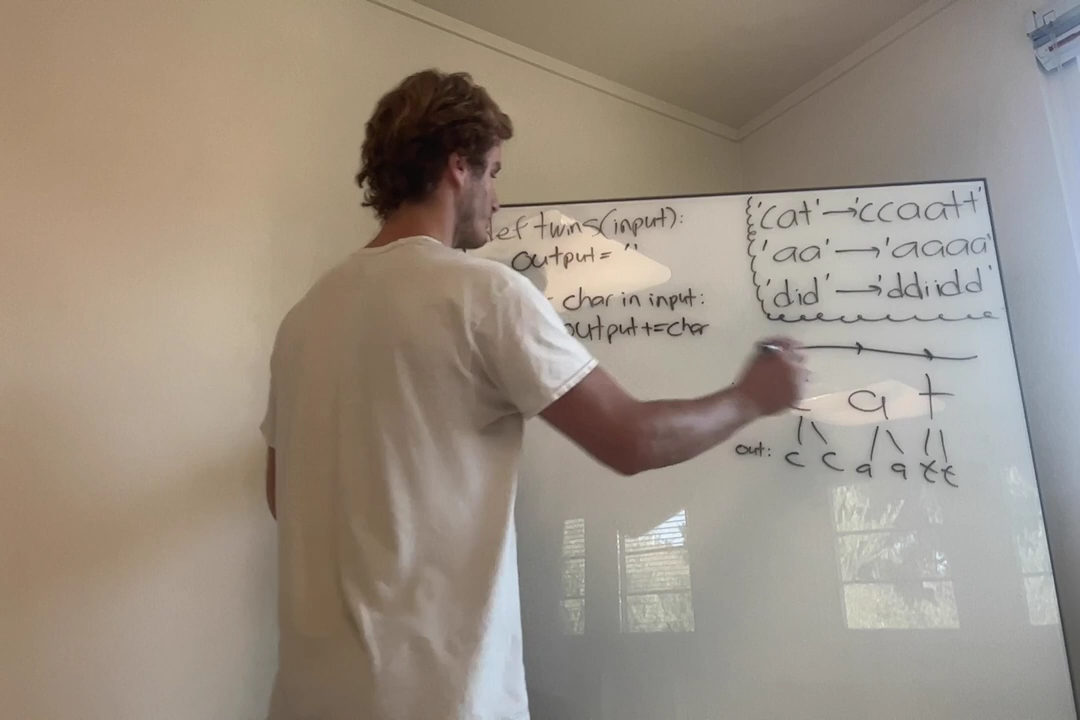 def twins(input):
output = ''
char in input:
output += char
'cat' → 'ccaatt'
'aa' → 'aaaa'
'did' → 'ddiidd'
c a t
out: c c a a t t